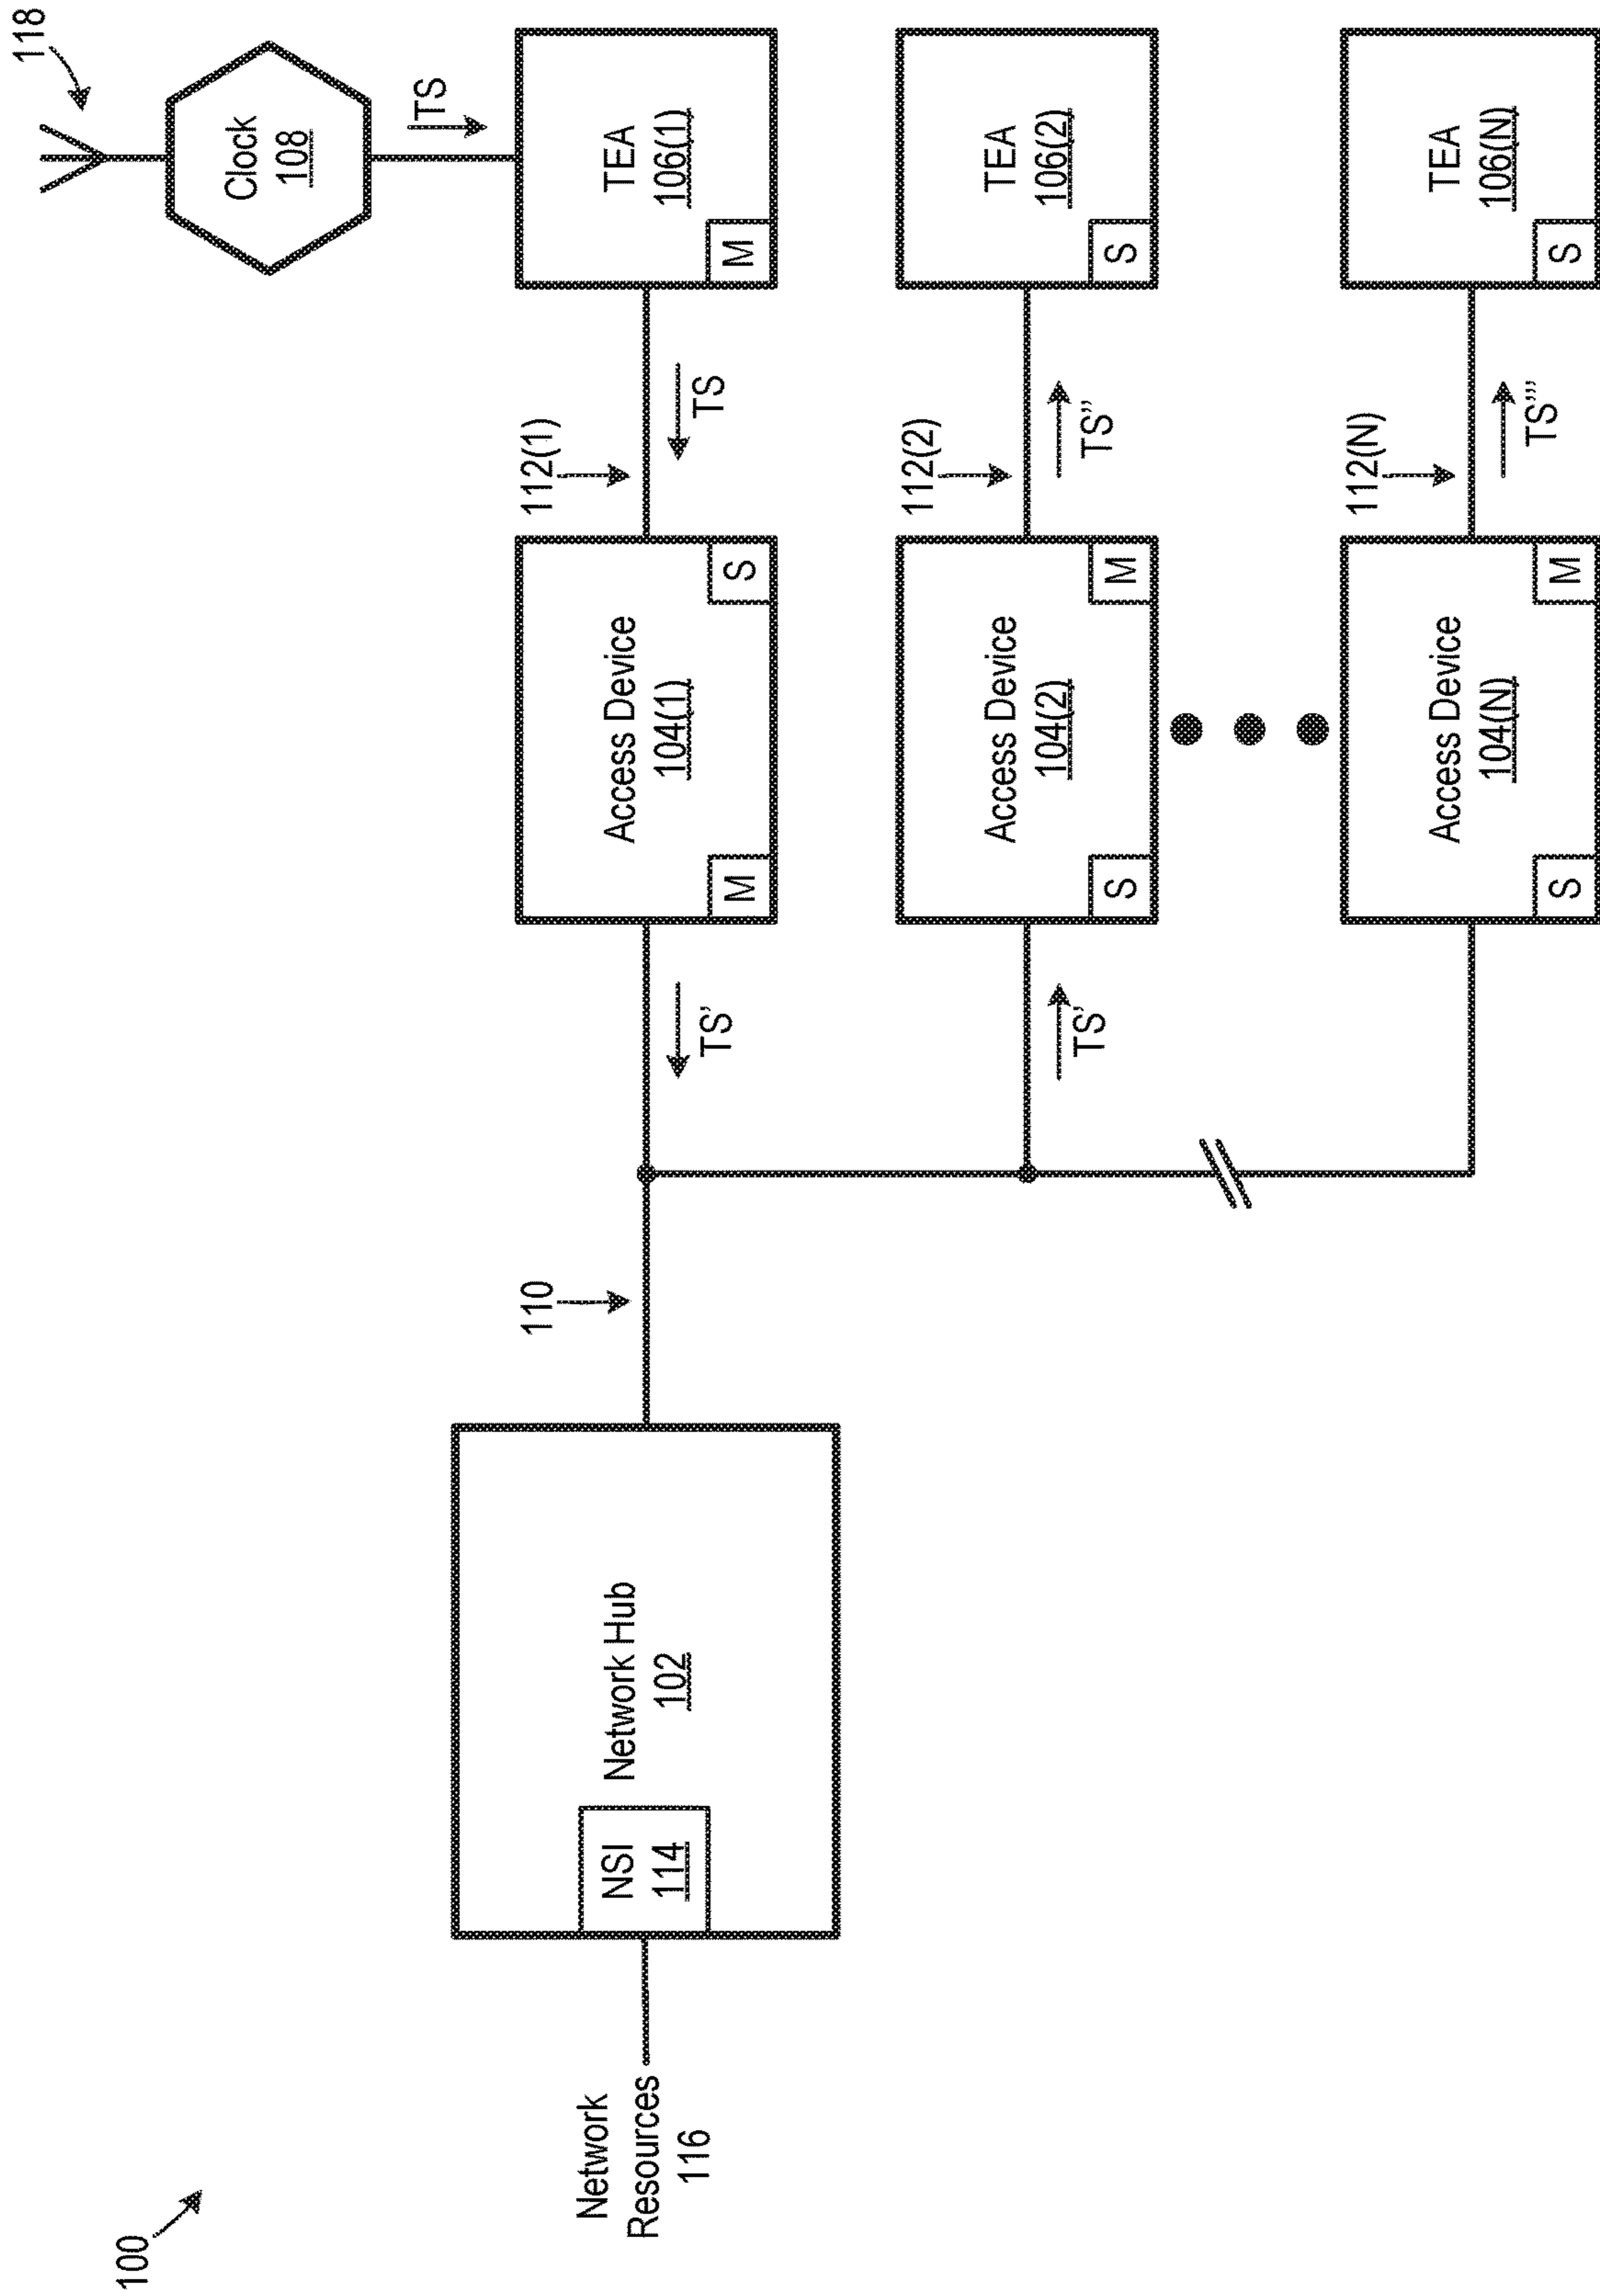 100
118
Clock
108
TS
TEA
106(1)
M
TS
112(1)
Access Device
104(1)
M
S
TS'
110
Network Hub
102
NSI
114
Network
Resources
116
TEA
106(2)
S
TS''
112(2)
Access Device
104(2)
S
M
TS'
TEA
106(N)
S
TS'''
112(N)
Access Device
104(N)
S
M